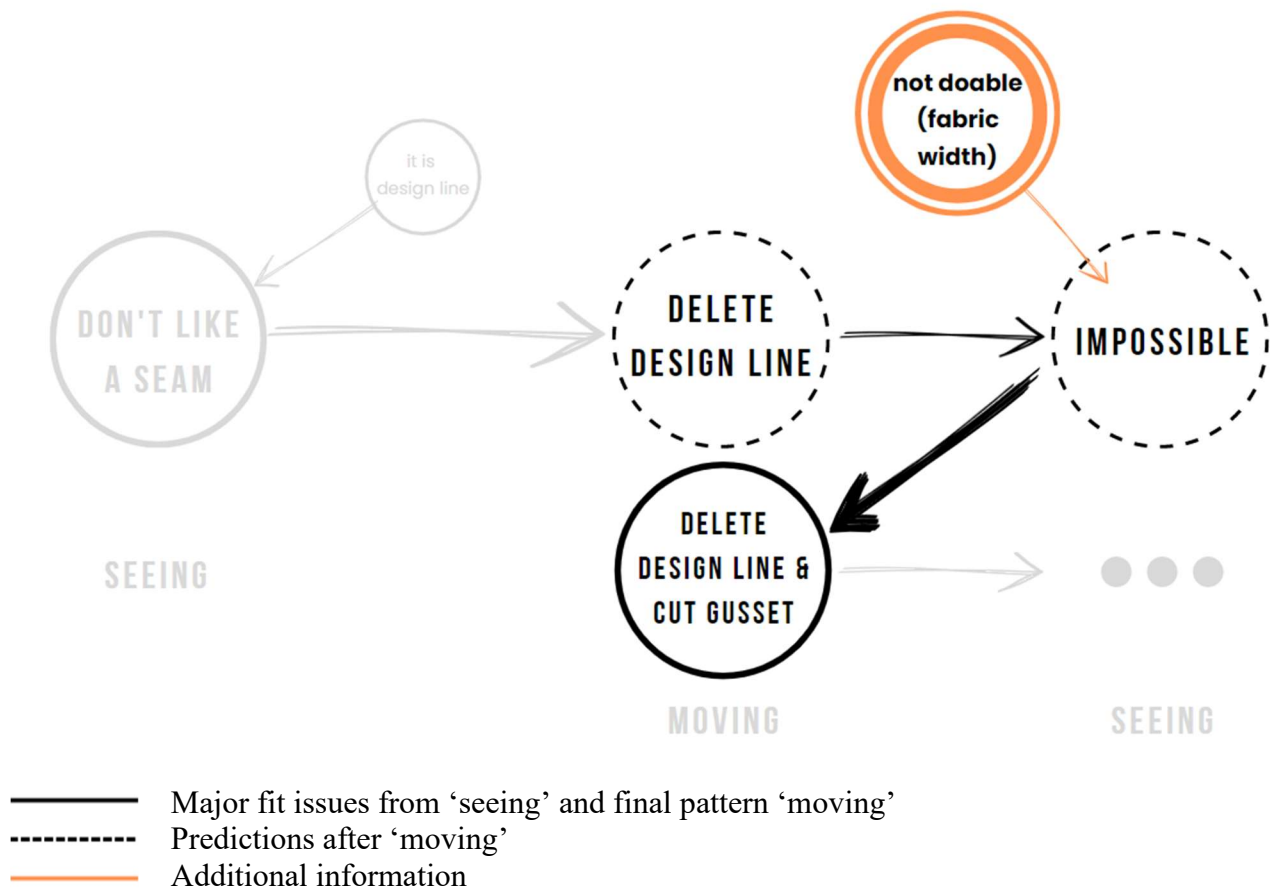 not doable
(fabric
width)
it is
design line
DON'T LIKE
A SEAM
DELETE
DESIGN LINE
IMPOSSIBLE
DELETE
DESIGN LINE &
CUT GUSSET
SEEING
MOVING
SEEING
Major fit issues from ‘seeing’ and final pattern ‘moving’
Predictions after ‘moving’
Additional information